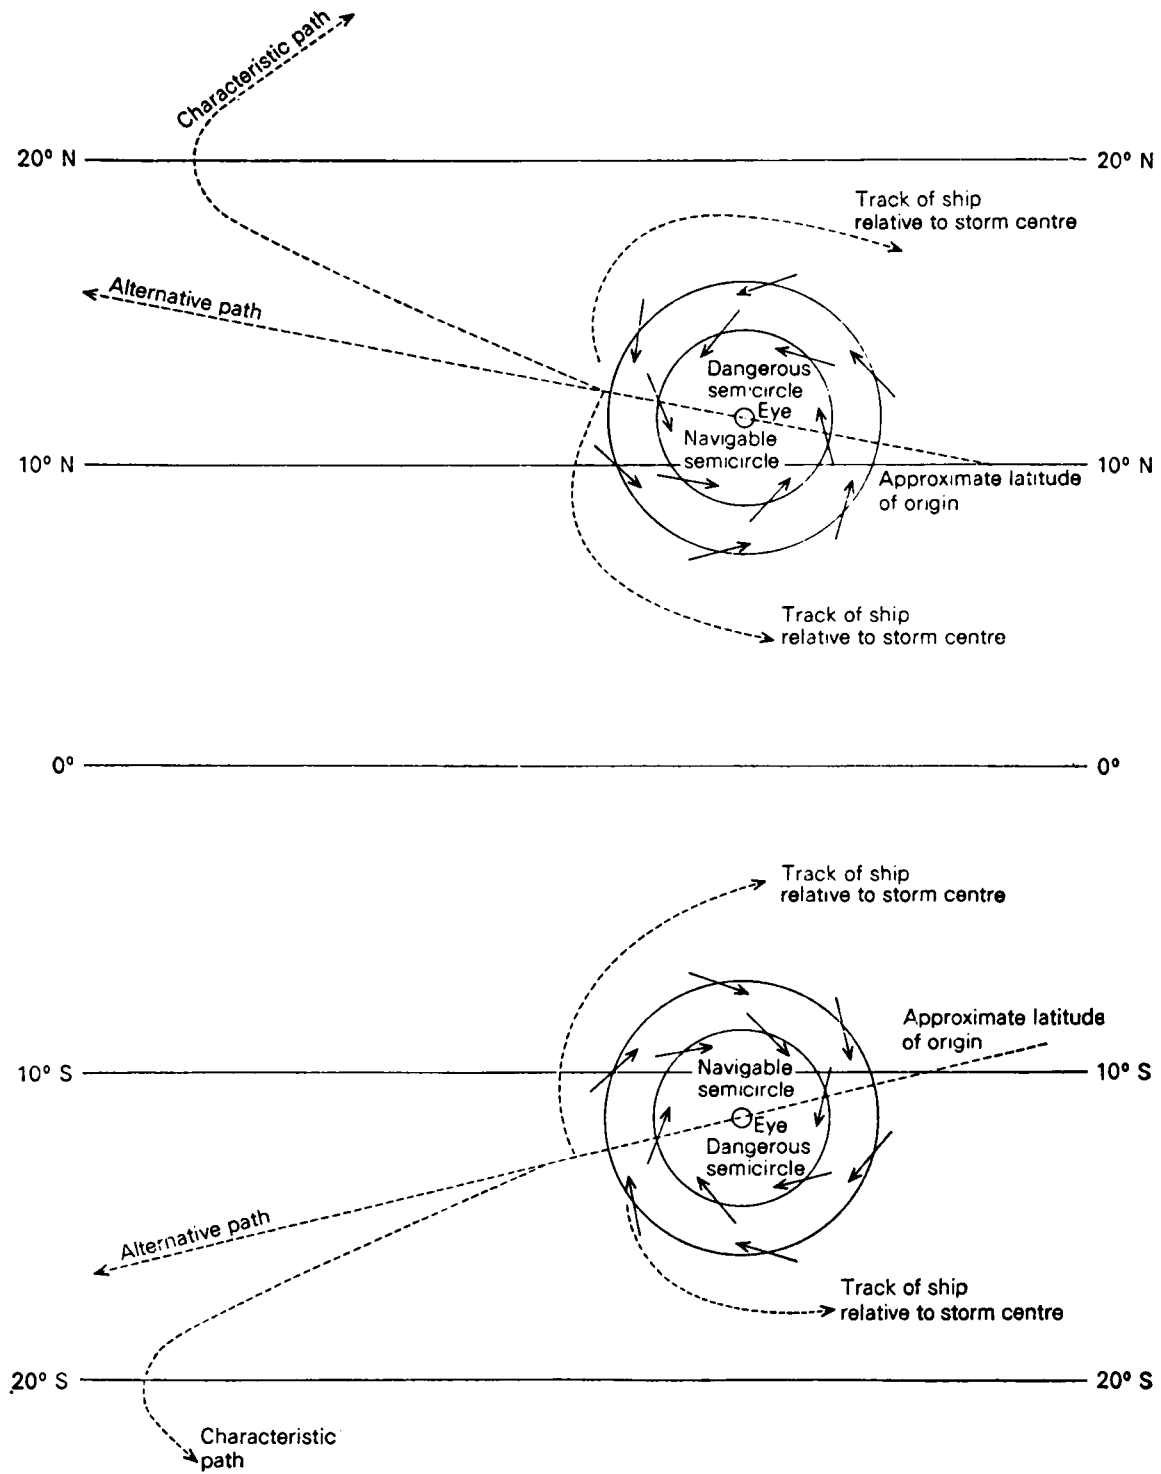 Characteristic path
20° N
20° N
Track of ship
relative to storm centre
Alternative path
Dangerous
semicircle
Eye
Navigable
semicircle
10° N
10° N
Approximate latitude
of origin
Track of ship
relative to storm centre
0°
0°
Track of ship
relative to storm centre
Approximate latitude
of origin
10° S
Navigable
semicircle
10° S
Eye
Dangerous
semicircle
Alternative path
Track of ship
relative to storm centre
20° S
20° S
Characteristic
path